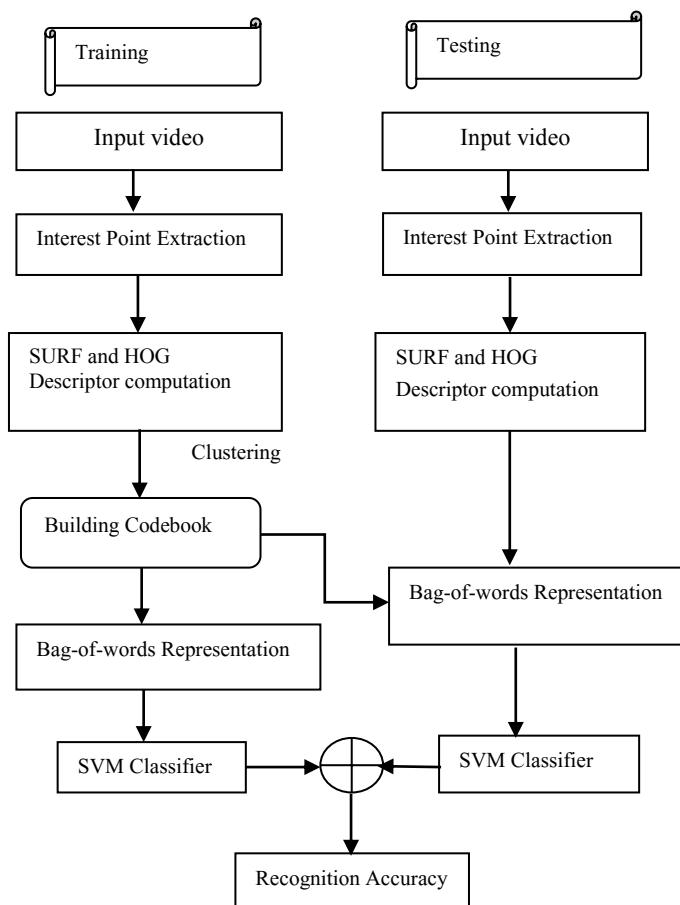 Training
Testing
Input video
Input video
Interest Point Extraction
Interest Point Extraction
SURF and HOG
Descriptor computation
SURF and HOG
Descriptor computation
Clustering
Building Codebook
Bag-of-words Representation
Bag-of-words Representation
SVM Classifier
SVM Classifier
Recognition Accuracy